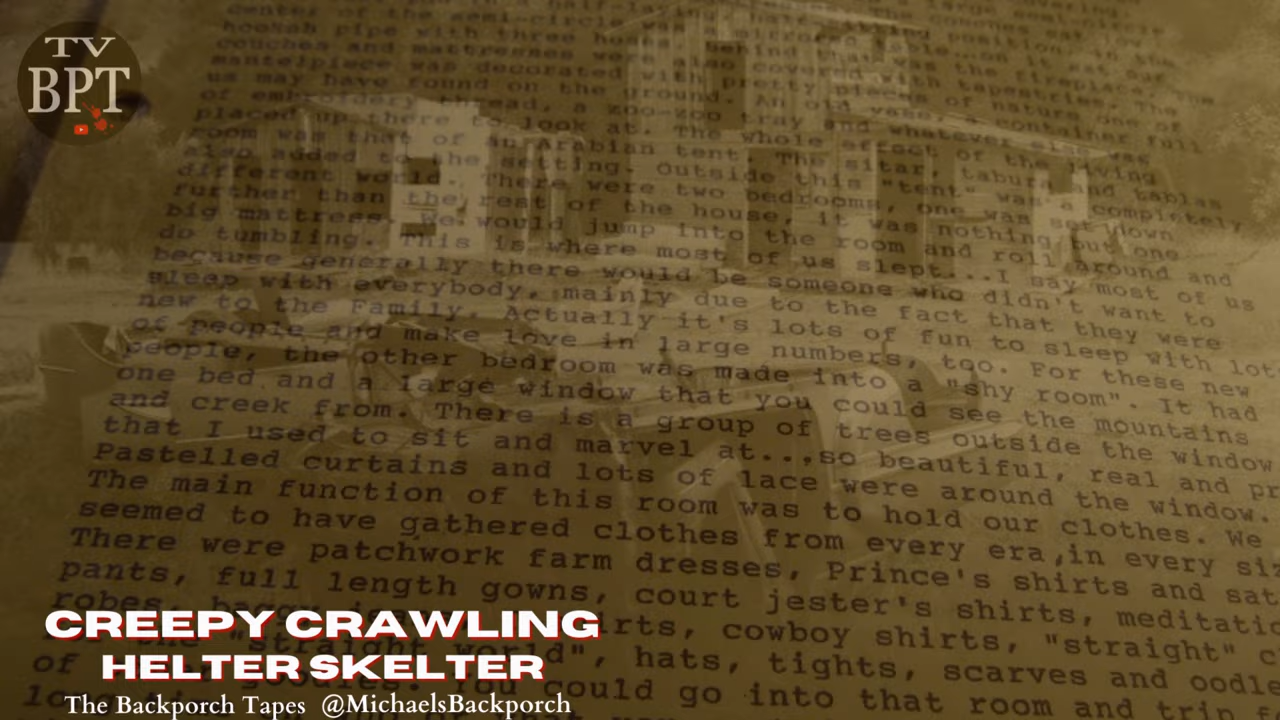 TV
BPT
center of the semi-circle
hookah pipe with three
couches and mattresses
mantelpiece was decorated with pretty pieces of nature one of
us may have found on the ground. An old
of embroidery thread, a zoo-zoo tray and whatever else was
placed up there to look at. The whole effect of the living
room was that of an Arabian tent. The sitar, tabura and tablas
also added to the setting. Outside this "tent" was a completely
different world. There were two bedrooms, one was set down
further than the rest of the house, it was nothing but one
big mattress. We would jump into the room and roll around and
do tumbling. This is where most of us slept....I say most of us
because generally there would be someone who didn't want to
sleep with everybody, mainly due to the fact that they were
new to the Family. Actually it's lots of fun to sleep with lot
of people and make love in large numbers, too. For these new
people, the other bedroom was made into a "shy room". It had
one bed and a large window that you could see the mountains
and creek from. There is a group of trees outside the window
that I used to sit and marvel at...so beautiful, real and pr
Pastelled curtains and lots of lace were around the window.
The main function of this room was to hold our clothes. We
seemed to have gathered clothes from every era,in every siz
There were patchwork farm dresses, Prince's shirts and sat
pants, full length gowns, court jester's shirts, meditatio
robes, rts, cowboy shirts, "straight" c
of "straight world", hats, tights, scarves and oodle
of goodies. You could go into that room and trip f
CREEPY CRAWLING
HELTER SKELTER
The Backporch Tapes @MichaelsBackporch